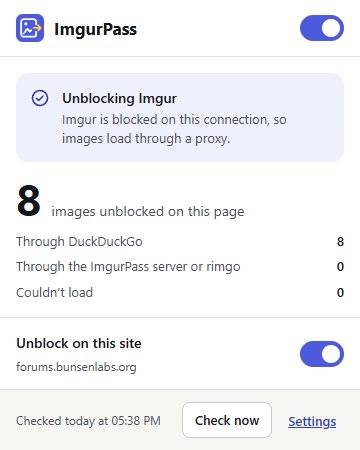 ImgurPass
Unblocking Imgur
Imgur is blocked on this connection, so
images load through a proxy.
8 images unblocked on this page
Through DuckDuckGo 8
Through the ImgurPass server or rimgo 0
Couldn't load 0
Unblock on this site
forums.bunsenlabs.org
Checked today at 05:38 PM Check now Settings